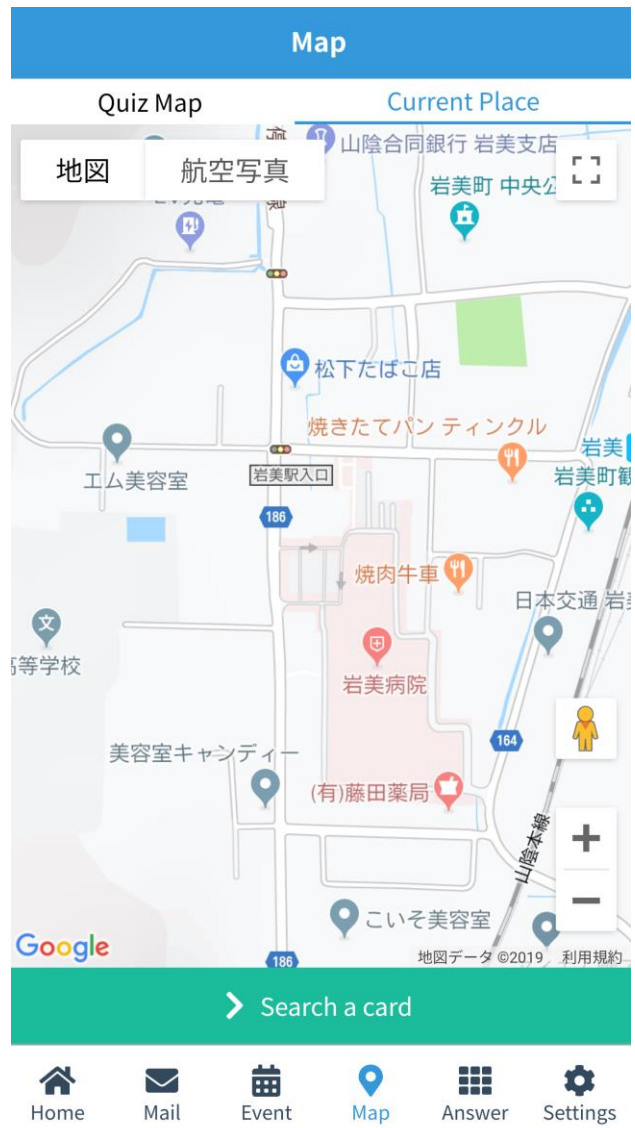 Map
Quiz Map
Current Place
地図
航空写真
山陰合同銀行 岩美支店
岩美町 中央公
松下たばこ店
焼きたてパン ティンクル
岩美
エム美容室
岩美駅入口
岩美町観
186
焼肉牛車
日本交通 岩美
文
高等学校
岩美病院
164
美容室キャンディー
(有)藤田薬局
山陰本線
こいそ美容室
Google
186
地図データ ©2019
利用規約
Search a card
Home
Mail
Event
Map
Answer
Settings